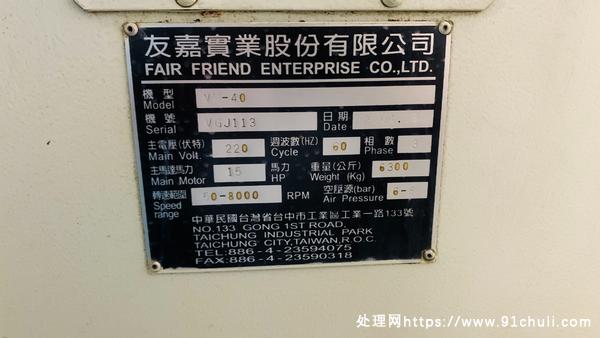 友嘉實業股份有限公司
FAIR FRIEND ENTERPRISE CO.,LTD.
機型
Model -40
機號
Serial VGJ113
日期
Date
主電壓(伏特)
Main Volt. 220
週波數(HZ)
Cycle 60
相數
Phase 3
主馬達馬力
Main Motor 15 馬力
HP
重量(公斤)
Weight (Kg) 6300
轉速範圍
Speed range -8000 RPM
空壓源(bar)
Air Pressure 6-
中華民國台灣省台中市工業區工業一路133號
NO.133 GONG 1ST ROAD,
TAICHUNG INDUSTRIAL PARK
TAICHUNG CITY,TAIWAN,R.O.C.
TEL:886-4-23594075
FAX:886-4-23590318
处理网https://www.91chuli.com/